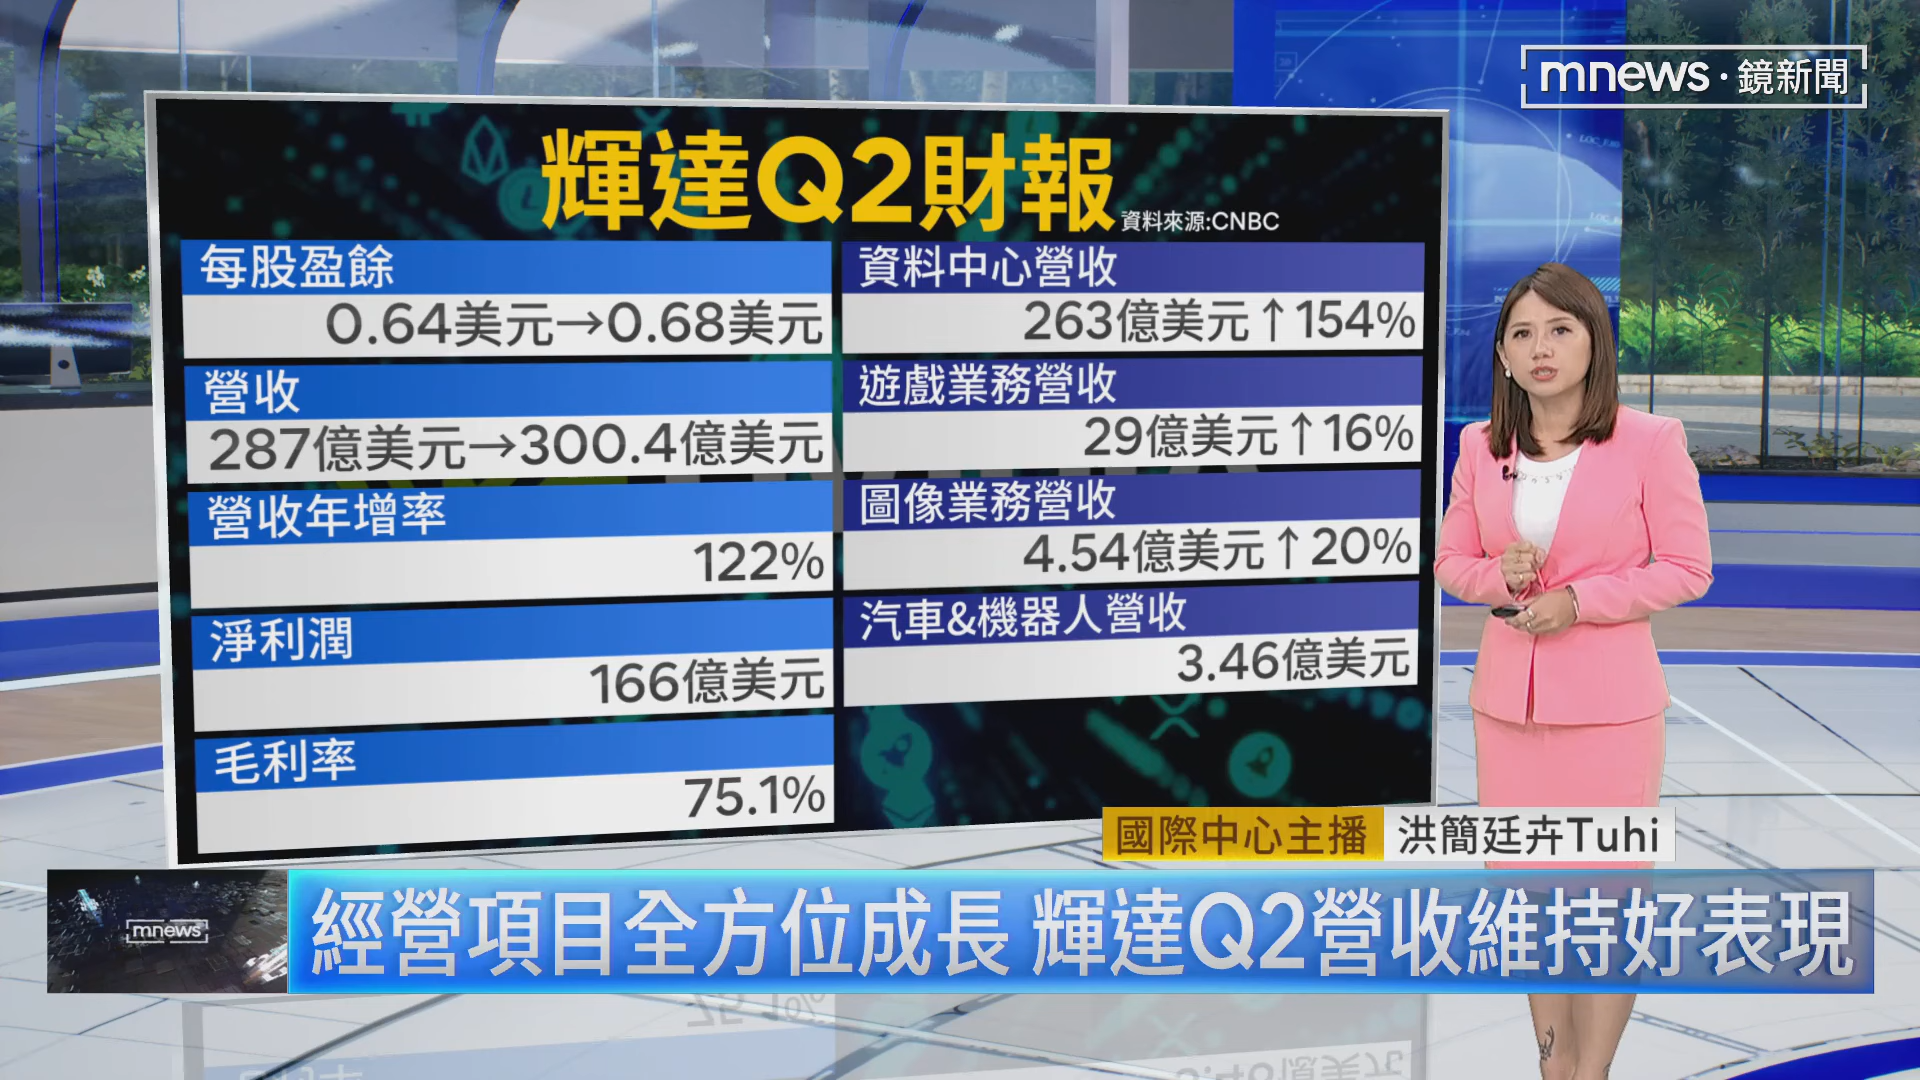 mnews·鏡新聞
輝達Q2財報
資料來源:CNBC
每股盈餘
0.64美元→0.68美元
營收
287億美元→300.4億美元
營收年增率
122%
淨利潤
166億美元
毛利率
75.1%
資料中心營收
263億美元↑154%
遊戲業務營收
29億美元↑16%
圖像業務營收
4.54億美元↑20%
汽車&機器人營收
3.46億美元
國際中心主播 洪簡廷卉Tuhi
mnews
經營項目全方位成長 輝達Q2營收維持好表現